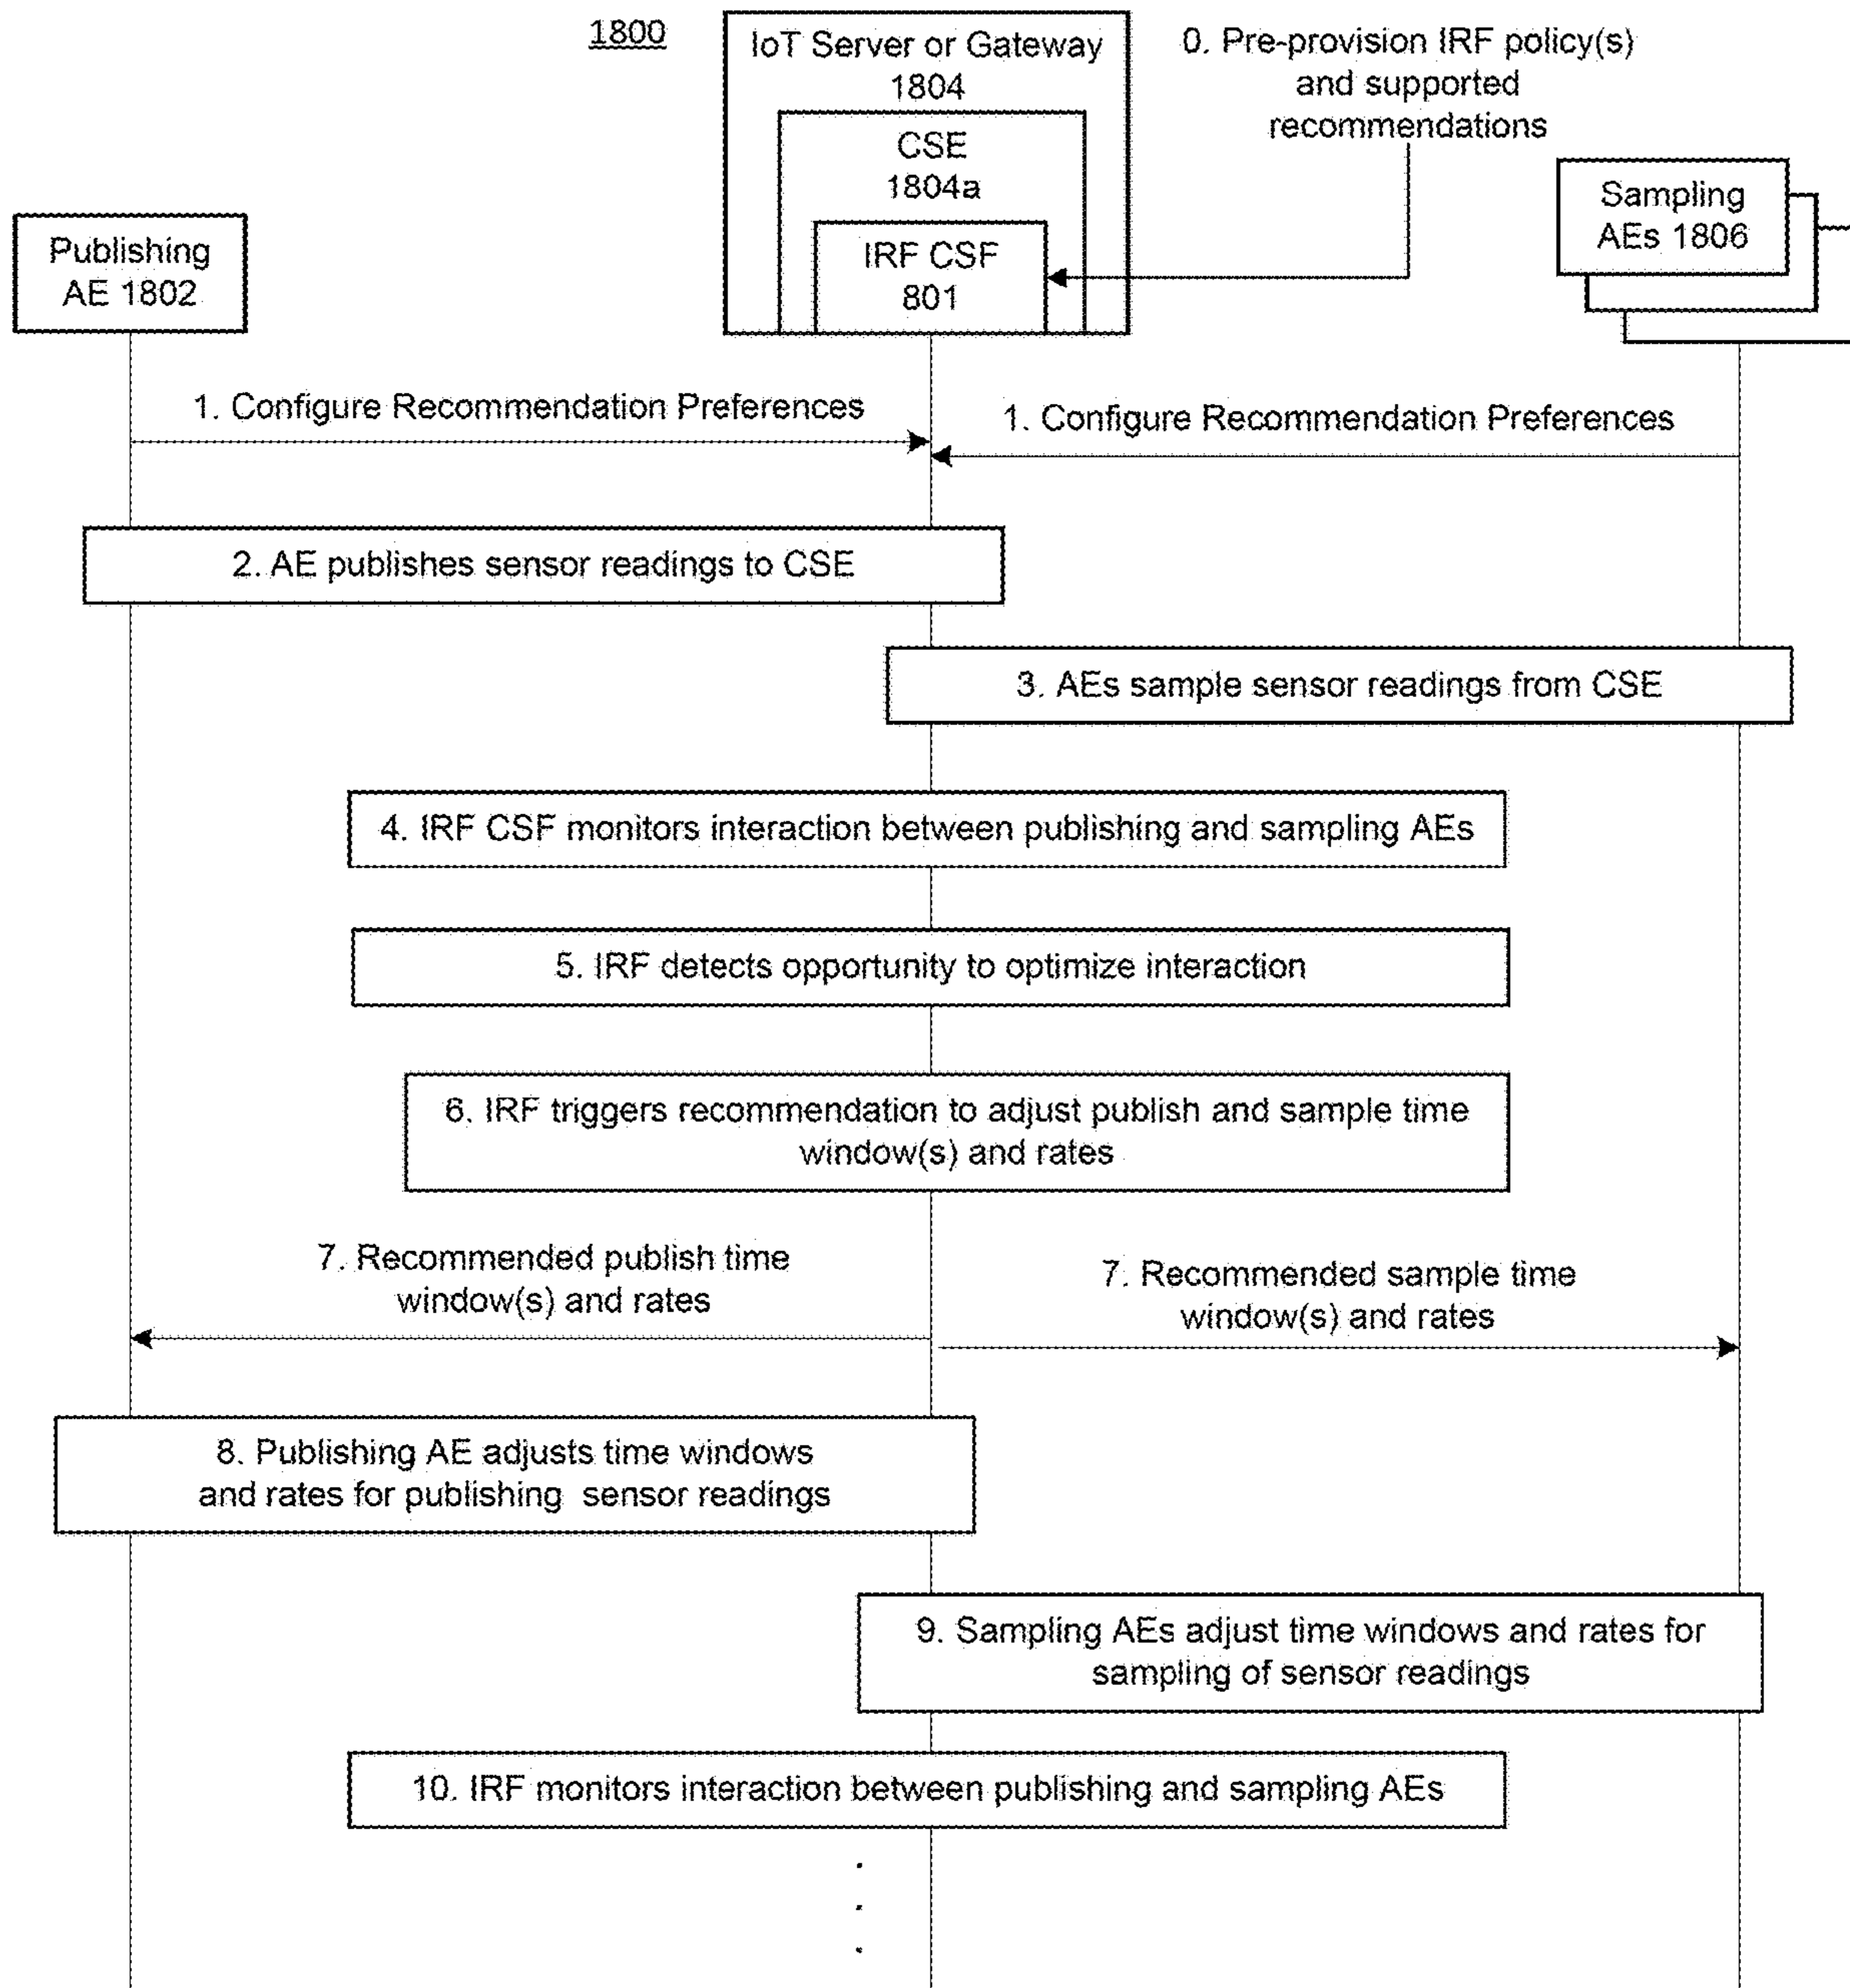 1800
IoT Server or Gateway
1804
CSE
1804a
IRF CSF
801
0. Pre-provision IRF policy(s)
and supported
recommendations
Publishing
AE 1802
Sampling
AEs 1806
1. Configure Recommendation Preferences
1. Configure Recommendation Preferences
2. AE publishes sensor readings to CSE
3. AEs sample sensor readings from CSE
4. IRF CSF monitors interaction between publishing and sampling AEs
5. IRF detects opportunity to optimize interaction
6. IRF triggers recommendation to adjust publish and sample time
window(s) and rates
7. Recommended publish time
window(s) and rates
7. Recommended sample time
window(s) and rates
8. Publishing AE adjusts time windows
and rates for publishing sensor readings
9. Sampling AEs adjust time windows and rates for
sampling of sensor readings
10. IRF monitors interaction between publishing and sampling AEs